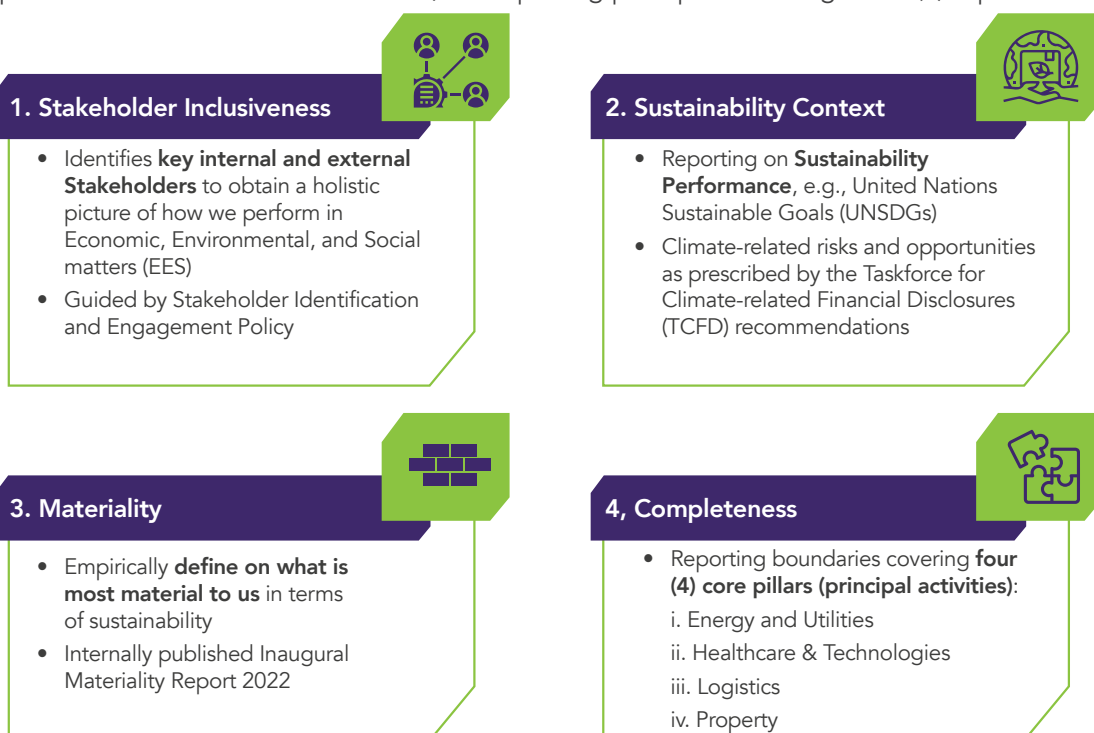 1. Stakeholder Inclusiveness
• Identifies key internal and external
Stakeholders to obtain a holistic
picture of how we perform in
Economic, Environmental, and Social
matters (EES)
• Guided by Stakeholder Identification
and Engagement Policy
2. Sustainability Context
• Reporting on Sustainability
Performance, e.g., United Nations
Sustainable Goals (UNSDGs)
• Climate-related risks and opportunities
as prescribed by the Taskforce for
Climate-related Financial Disclosures
(TCFD) recommendations
3. Materiality
• Empirically define on what is
most material to us in terms
of sustainability
• Internally published Inaugural
Materiality Report 2022
4, Completeness
• Reporting boundaries covering four
(4) core pillars (principal activities):
i. Energy and Utilities
ii. Healthcare & Technologies
iii. Logistics
iv. Property